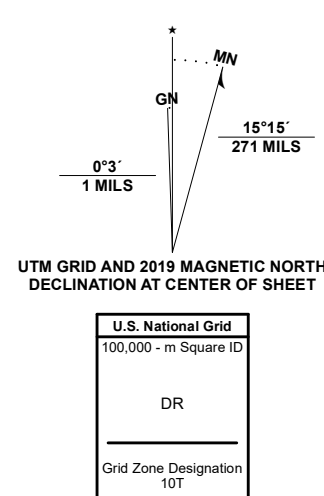 ★
MN
GN
15°15´
271 MILS
0°3´
1 MILS
UTM GRID AND 2019 MAGNETIC NORTH
DECLINATION AT CENTER OF SHEET
U.S. National Grid
100,000 - m Square ID
DR
Grid Zone Designation
10T